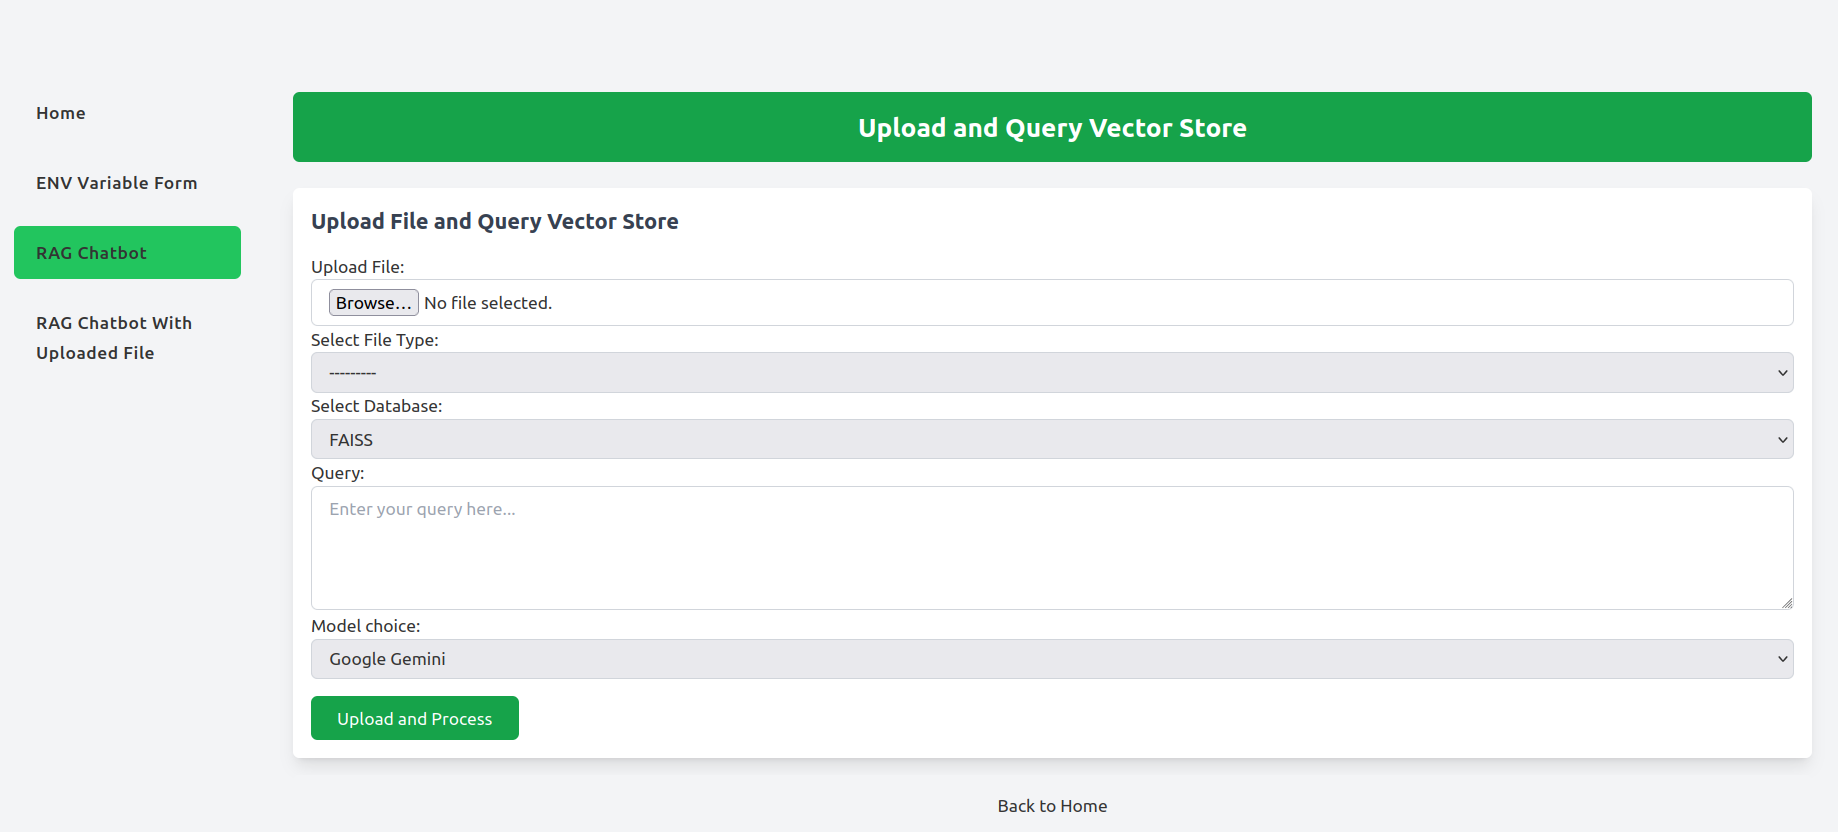 Home
ENV Variable Form
RAG Chatbot
RAG Chatbot With
Uploaded File
Upload and Query Vector Store
Upload File and Query Vector Store
Upload File:
Browse... No file selected.
Select File Type:
---------
Select Database:
FAISS
Query:
Enter your query here...
Model choice:
Google Gemini
Upload and Process
Back to Home